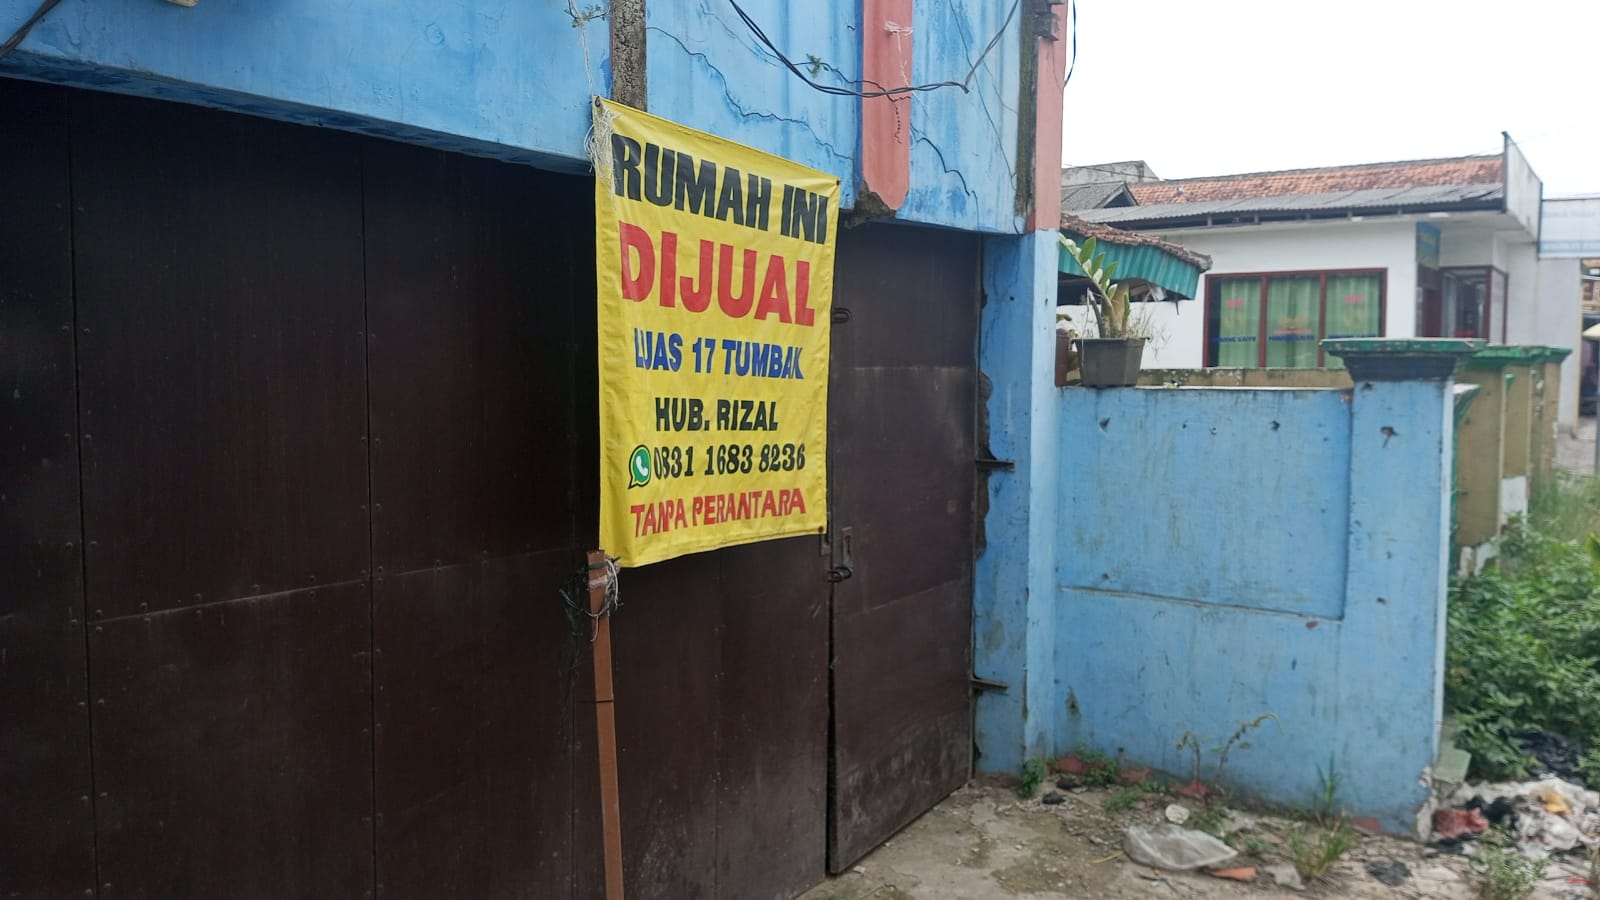 RUMAH INI
DIJUAL
LUAS 17 TUMBAK
HUB. RIZAL
0831 1683 8236
TANPA PERANTARA